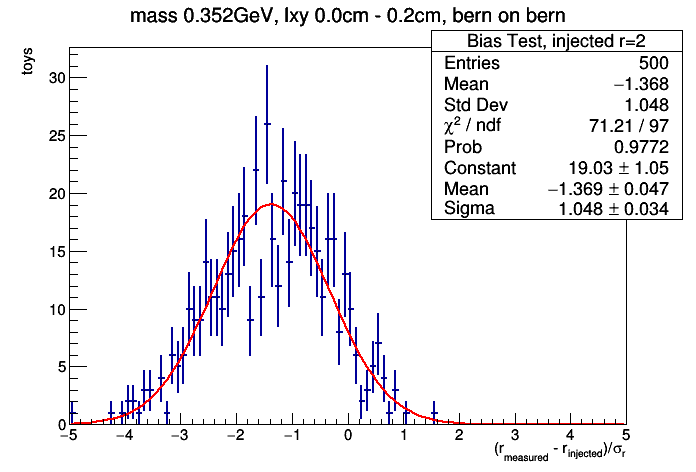 mass 0.352GeV, lxy 0.0cm - 0.2cm, bern on bern
toys
Bias Test, injected r=2
Entries 500
Mean −1.368
Std Dev 1.048
χ² / ndf 71.21 / 97
Prob 0.9772
Constant 19.03 ± 1.05
Mean −1.369 ± 0.047
Sigma 1.048 ± 0.034
30
25
20
15
10
5
0
−5 −4 −3 −2 −1 0 1 2 3 4 5
(r_measured - r_injected)/σ_r